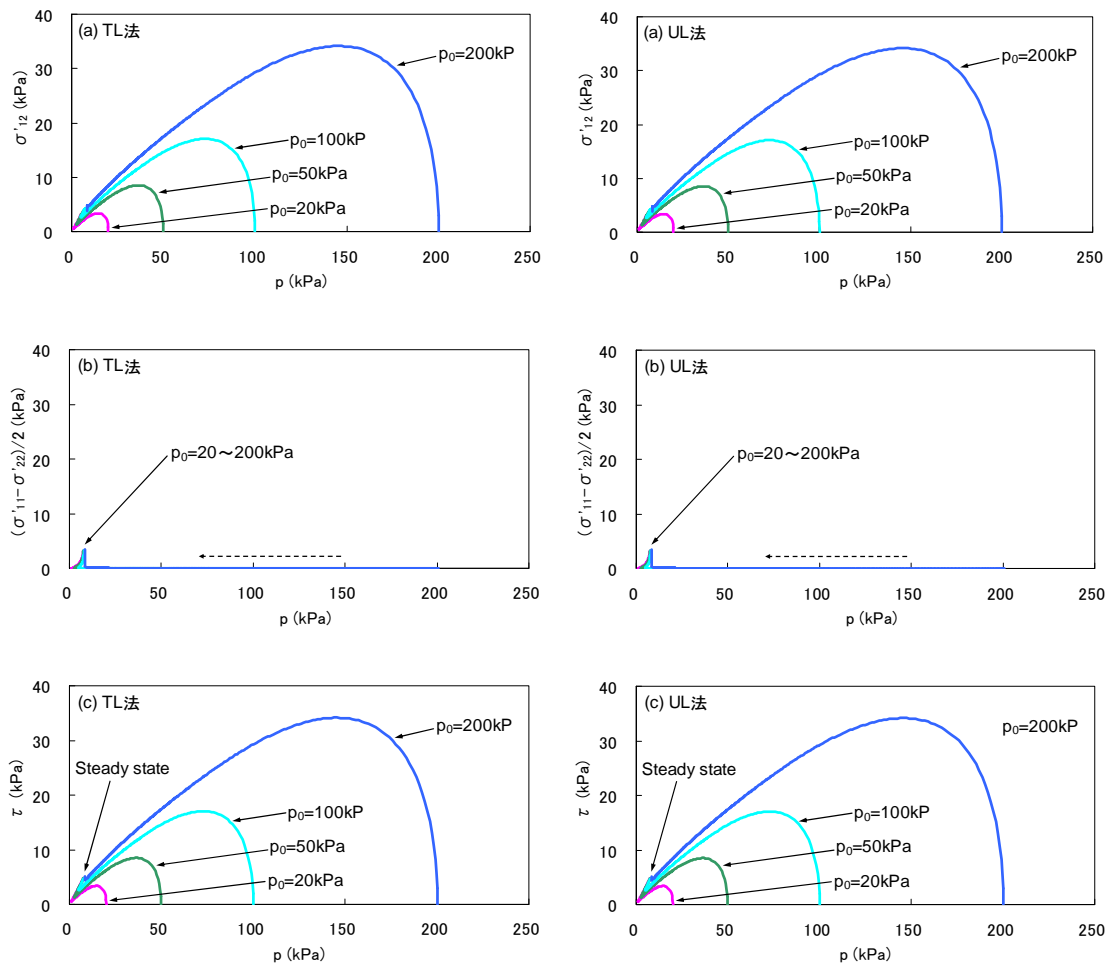 (a) TL法
σ'12 (kPa)
40
30
20
10
0
p0=200kP
p0=100kP
p0=50kPa
p0=20kPa
0 50 100 150 200 250
p (kPa)
(a) UL法
σ'12 (kPa)
40
30
20
10
0
p0=200kP
p0=100kP
p0=50kPa
p0=20kPa
0 50 100 150 200 250
p (kPa)
(b) TL法
(σ'11-σ'22)/2 (kPa)
40
30
20
10
0
p0=20～200kPa
0 50 100 150 200 250
p (kPa)
(b) UL法
(σ'11-σ'22)/2 (kPa)
40
30
20
10
0
p0=20～200kPa
0 50 100 150 200 250
p (kPa)
(c) TL法
τ (kPa)
40
30
20
10
0
p0=200kP
Steady state
p0=100kP
p0=50kPa
p0=20kPa
0 50 100 150 200 250
p (kPa)
(c) UL法
τ (kPa)
40
30
20
10
0
p0=200kP
Steady state
p0=100kP
p0=50kPa
p0=20kPa
0 50 100 150 200 250
p (kPa)